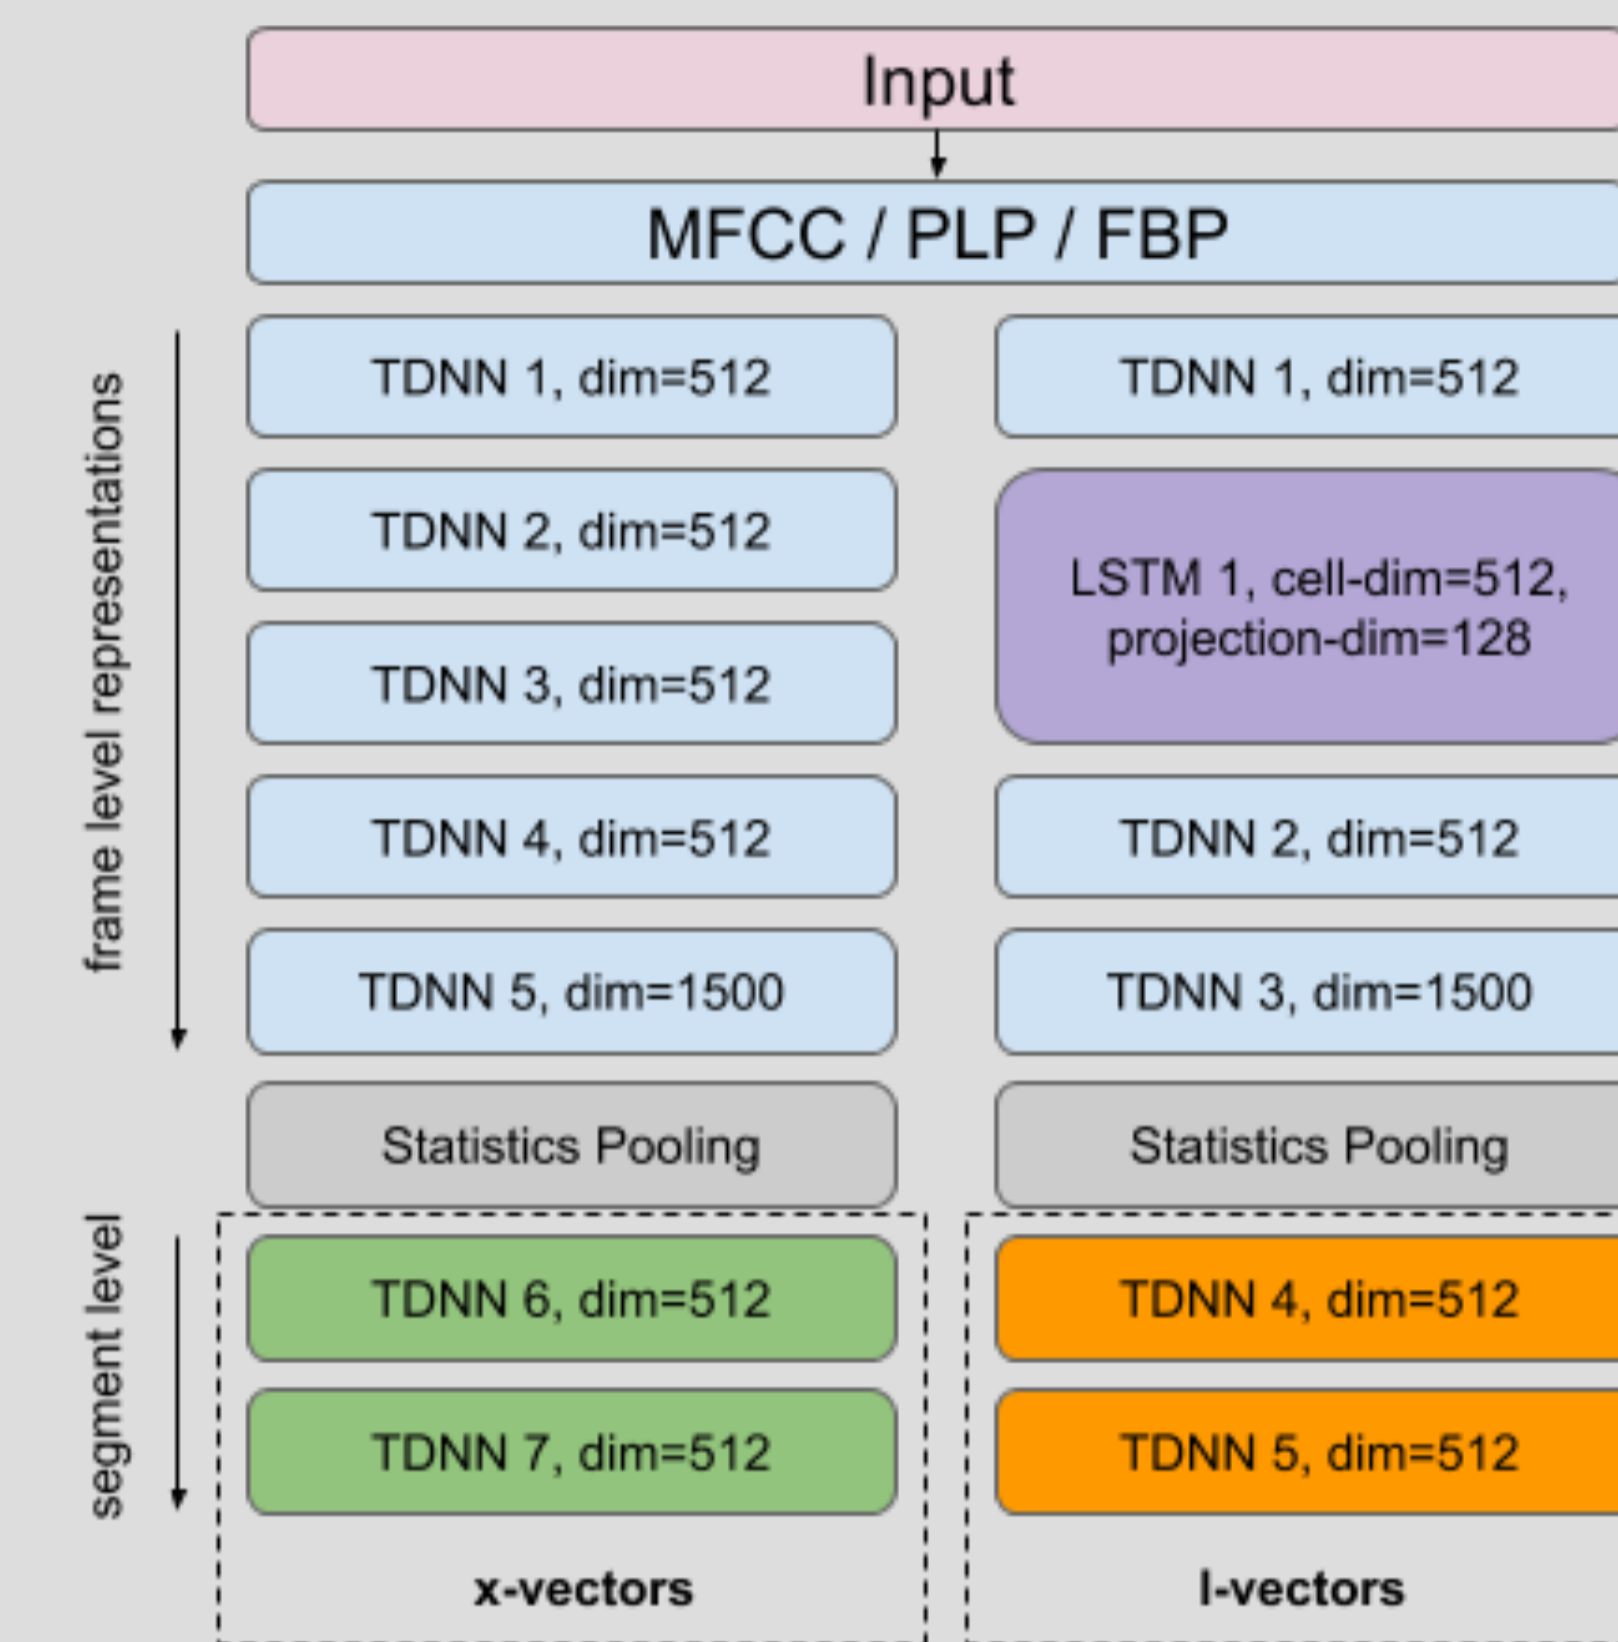 Input
MFCC / PLP / FBP
frame level representations
TDNN 1, dim=512
TDNN 2, dim=512
TDNN 3, dim=512
TDNN 4, dim=512
TDNN 5, dim=1500
Statistics Pooling
segment level
TDNN 6, dim=512
TDNN 7, dim=512
x-vectors
TDNN 1, dim=512
LSTM 1, cell-dim=512,
projection-dim=128
TDNN 2, dim=512
TDNN 3, dim=1500
Statistics Pooling
TDNN 4, dim=512
TDNN 5, dim=512
l-vectors